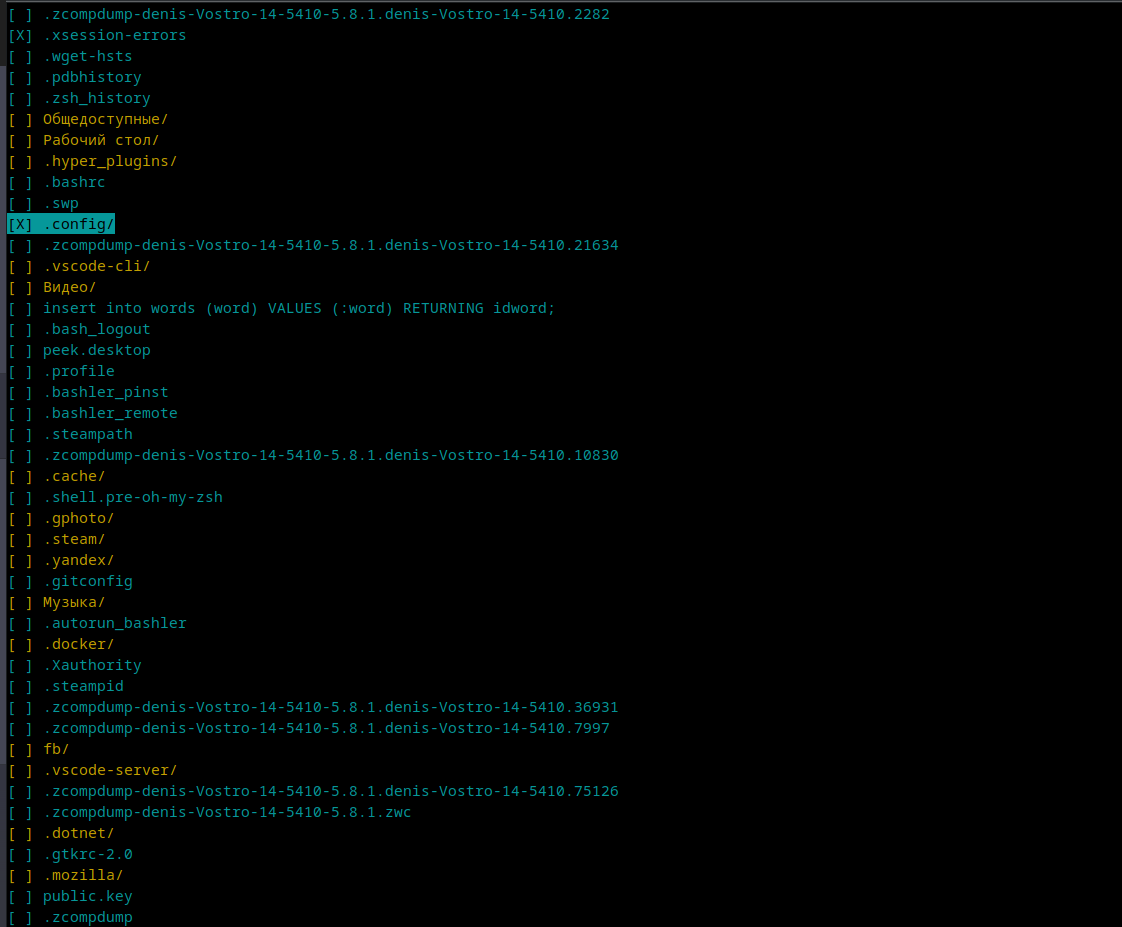 [ ] .zcompdump-denis-Vostro-14-5410-5.8.1.denis-Vostro-14-5410.2282
[X] .xsession-errors
[ ] .wget-hsts
[ ] .pdbhistory
[ ] .zsh_history
[ ] Общедоступные/
[ ] Рабочий стол/
[ ] .hyper_plugins/
[ ] .bashrc
[ ] .swp
[X] .config/
[ ] .zcompdump-denis-Vostro-14-5410-5.8.1.denis-Vostro-14-5410.21634
[ ] .vscode-cli/
[ ] Видео/
[ ] insert into words (word) VALUES (:word) RETURNING idword;
[ ] .bash_logout
[ ] peek.desktop
[ ] .profile
[ ] .bashler_pinst
[ ] .bashler_remote
[ ] .steampath
[ ] .zcompdump-denis-Vostro-14-5410-5.8.1.denis-Vostro-14-5410.10830
[ ] .cache/
[ ] .shell.pre-oh-my-zsh
[ ] .gphoto/
[ ] .steam/
[ ] .yandex/
[ ] .gitconfig
[ ] Музыка/
[ ] .autorun_bashler
[ ] .docker/
[ ] .Xauthority
[ ] .steampid
[ ] .zcompdump-denis-Vostro-14-5410-5.8.1.denis-Vostro-14-5410.36931
[ ] .zcompdump-denis-Vostro-14-5410-5.8.1.denis-Vostro-14-5410.7997
[ ] fb/
[ ] .vscode-server/
[ ] .zcompdump-denis-Vostro-14-5410-5.8.1.denis-Vostro-14-5410.75126
[ ] .zcompdump-denis-Vostro-14-5410-5.8.1.zwc
[ ] .dotnet/
[ ] .gtkrc-2.0
[ ] .mozilla/
[ ] public.key
[ ] .zcompdump